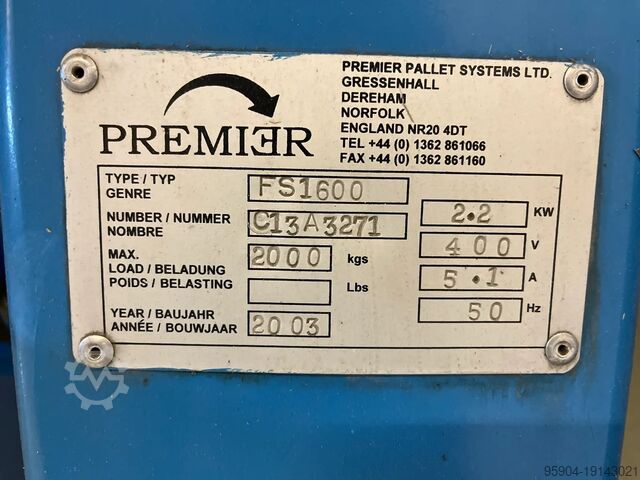 PREMIER
PREMIER PALLET SYSTEMS LTD.
GRESSENHALL
DEREHAM
NORFOLK
ENGLAND NR20 4DT
TEL +44 (0) 1362 861066
FAX +44 (0) 1362 861160
TYPE / TYP
GENRE
FS1600
NUMBER / NUMMER
NOMBRE
C13A3271
MAX.
LOAD / BELADUNG
POIDS / BELASTING
2000 kgs
Lbs
YEAR / BAUJAHR
ANNÉE / BOUWJAAR
2003
2.2 KW
400 V
5.1 A
50 Hz
95904-19143021